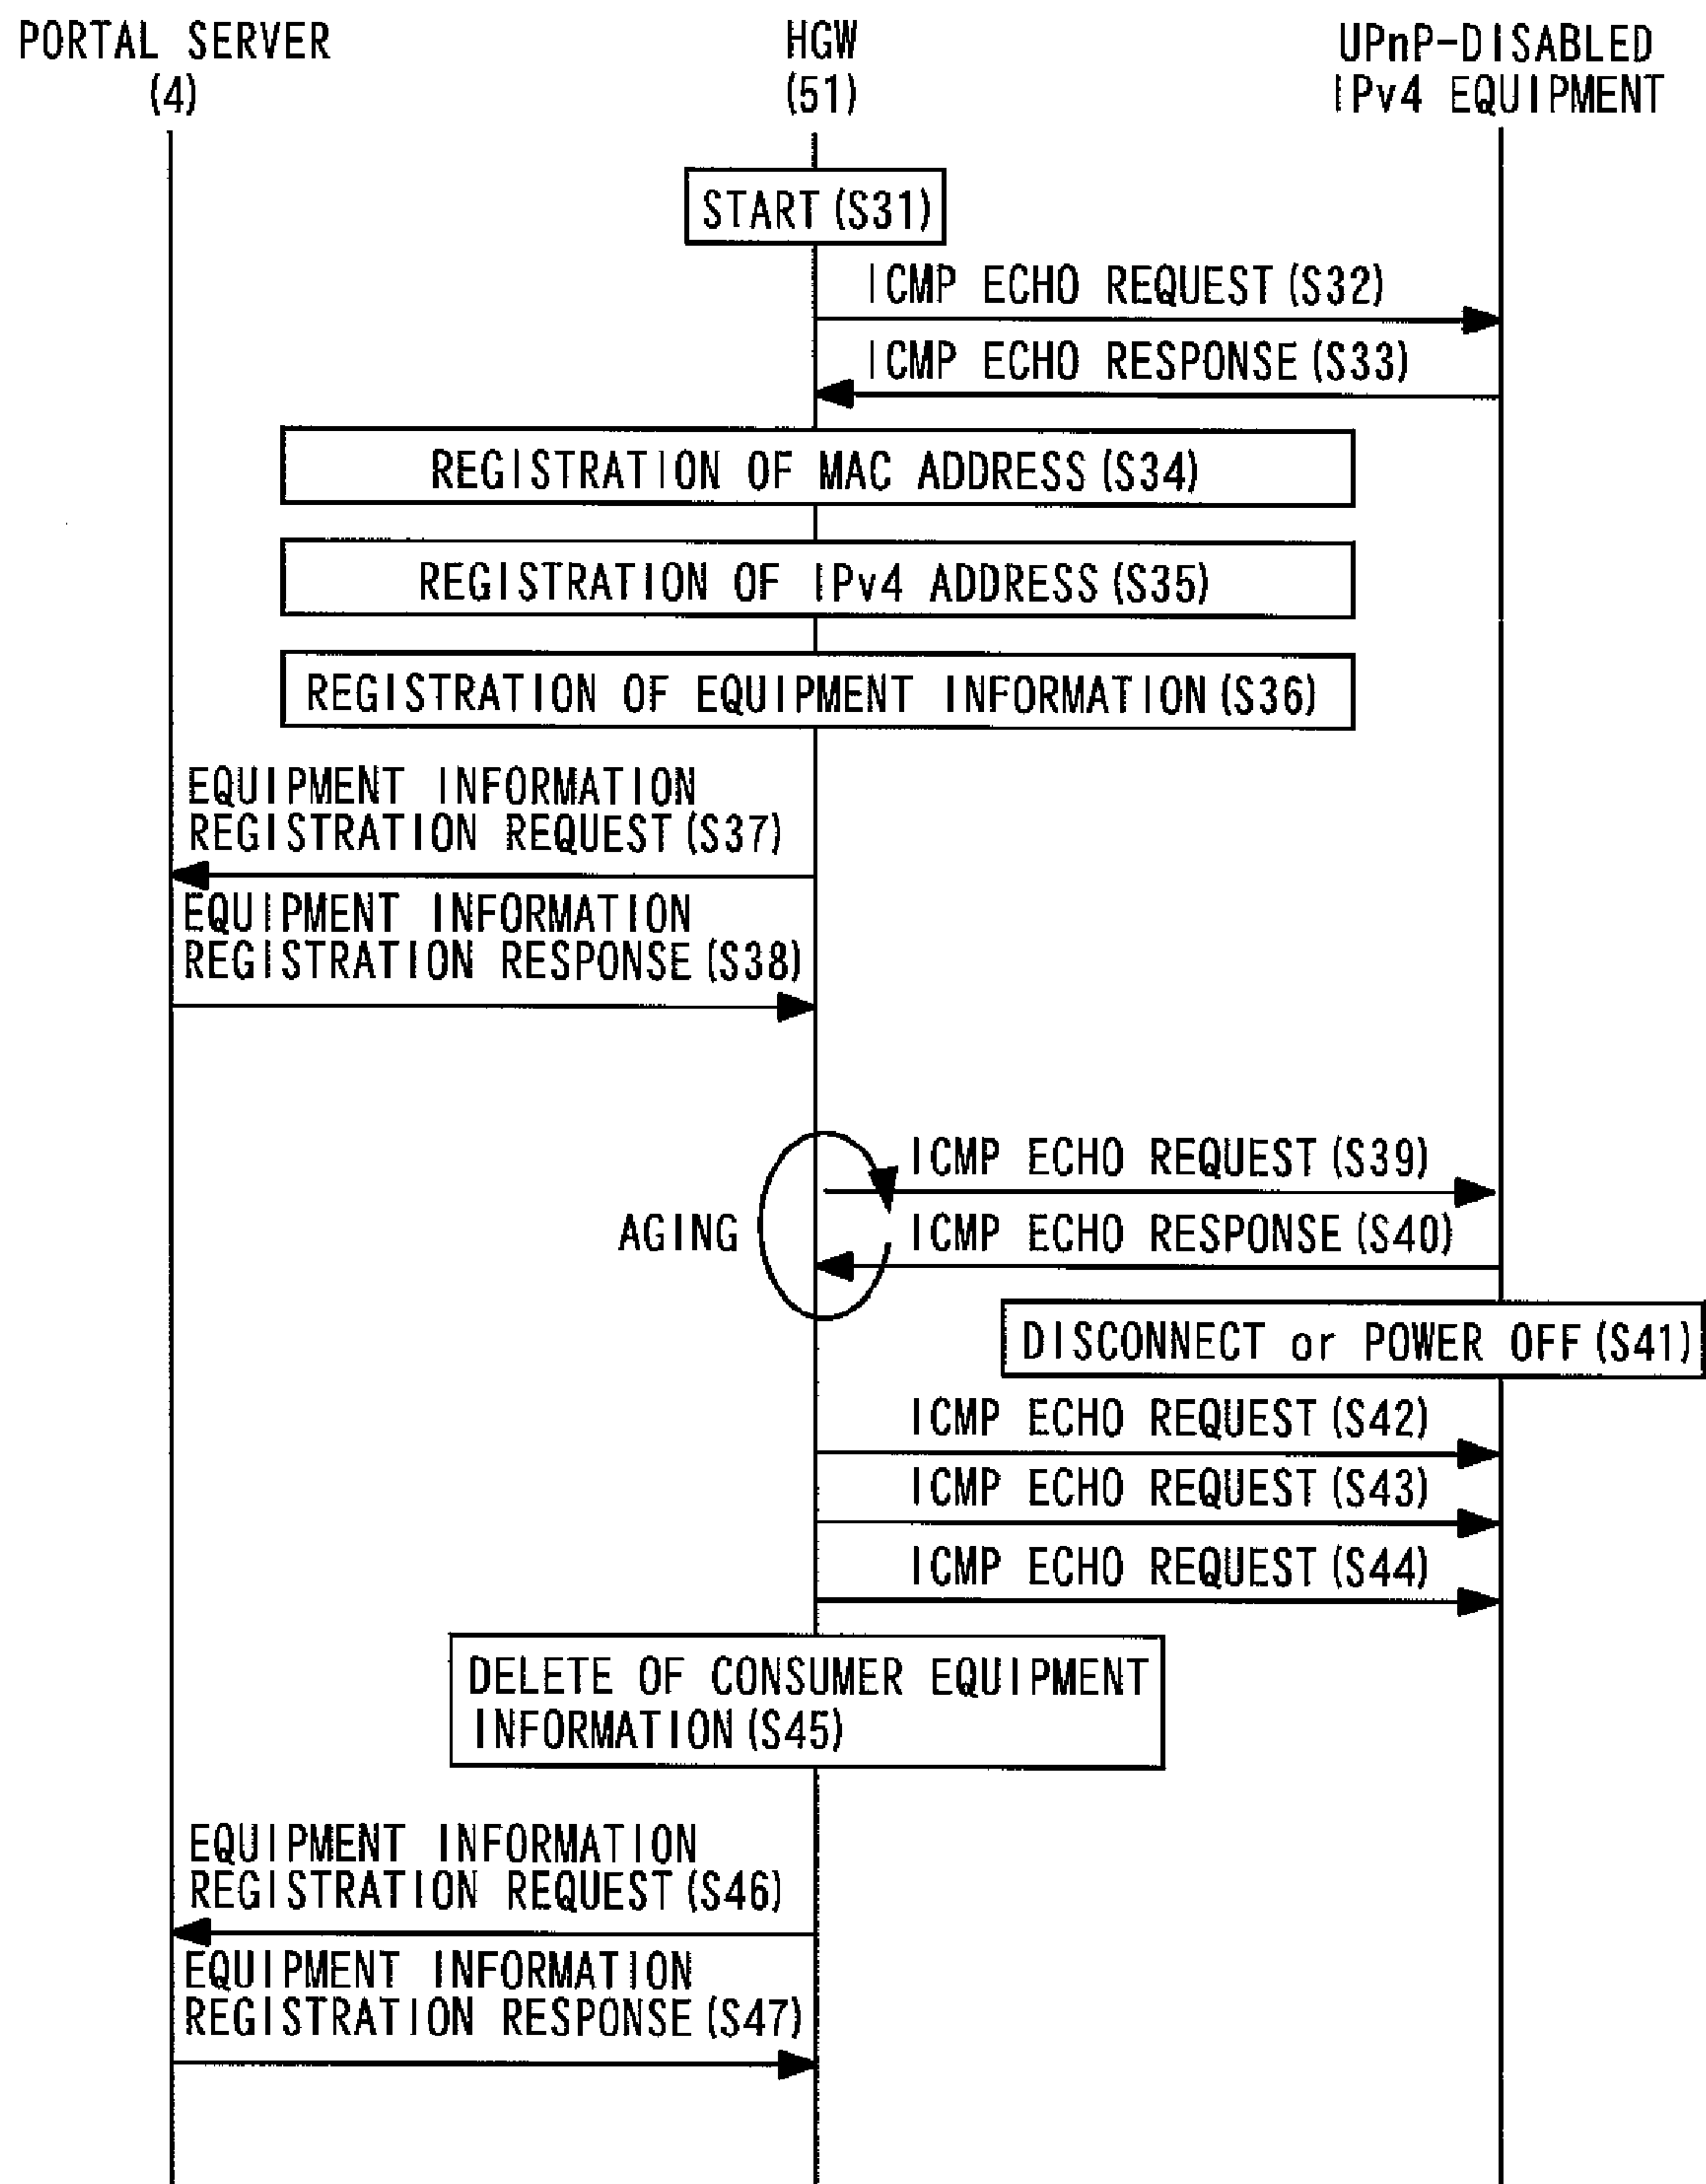 PORTAL SERVER
(4)
HGW
(51)
UPnP-DISABLED
IPv4 EQUIPMENT
START (S31)
ICMP ECHO REQUEST (S32)
ICMP ECHO RESPONSE (S33)
REGISTRATION OF MAC ADDRESS (S34)
REGISTRATION OF IPv4 ADDRESS (S35)
REGISTRATION OF EQUIPMENT INFORMATION (S36)
EQUIPMENT INFORMATION
REGISTRATION REQUEST (S37)
EQUIPMENT INFORMATION
REGISTRATION RESPONSE (S38)
ICMP ECHO REQUEST (S39)
AGING
ICMP ECHO RESPONSE (S40)
DISCONNECT or POWER OFF (S41)
ICMP ECHO REQUEST (S42)
ICMP ECHO REQUEST (S43)
ICMP ECHO REQUEST (S44)
DELETE OF CONSUMER EQUIPMENT
INFORMATION (S45)
EQUIPMENT INFORMATION
REGISTRATION REQUEST (S46)
EQUIPMENT INFORMATION
REGISTRATION RESPONSE (S47)